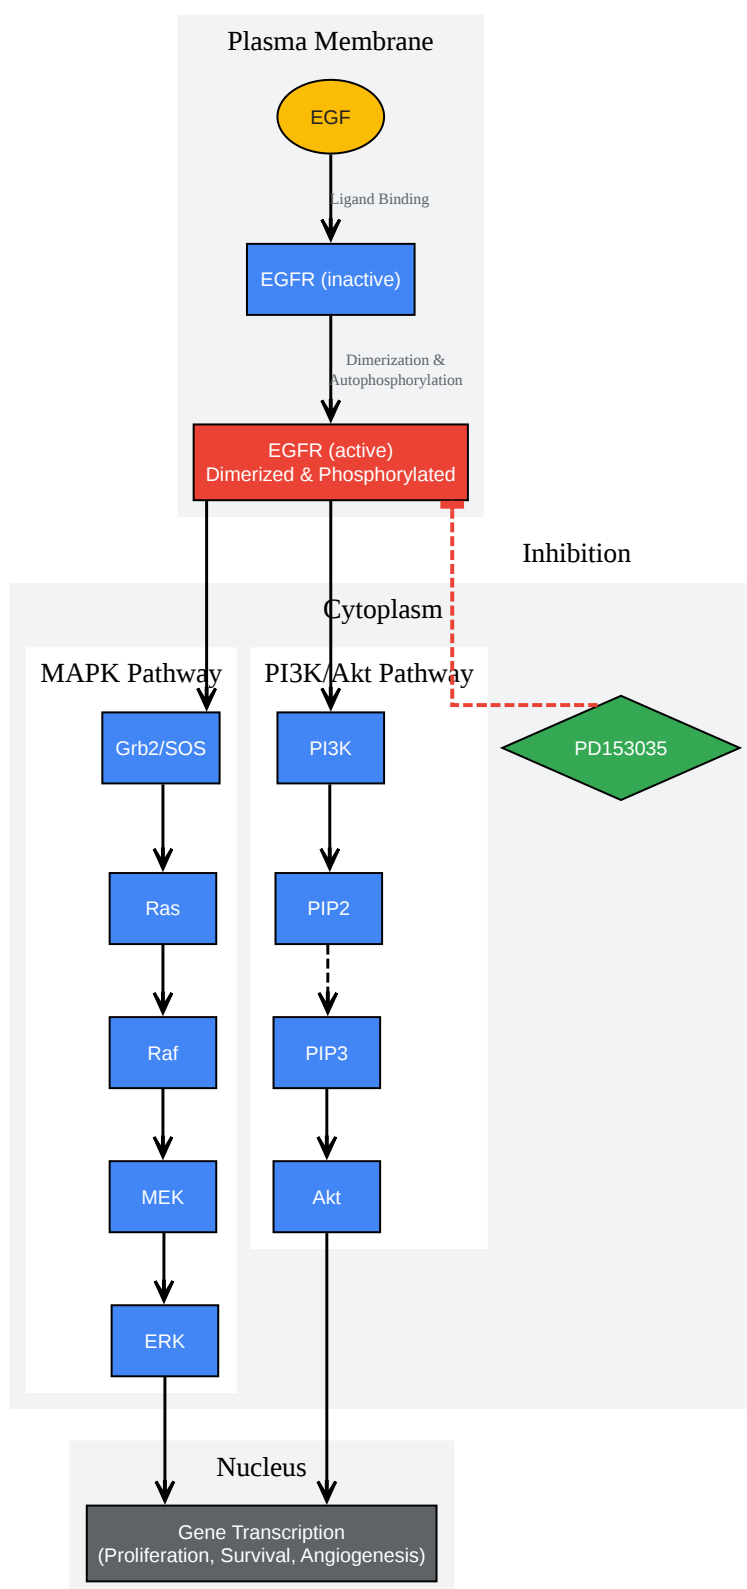 Plasma Membrane
EGF
Ligand Binding
EGFR (inactive)
Dimerization &
Autophosphorylation
EGFR (active)
Dimerized & Phosphorylated
Inhibition
Cytoplasm
MAPK Pathway
PI3K/Akt Pathway
Grb2/SOS
PI3K
PD153035
Ras
PIP2
Raf
PIP3
MEK
Akt
ERK
Nucleus
Gene Transcription
(Proliferation, Survival, Angiogenesis)